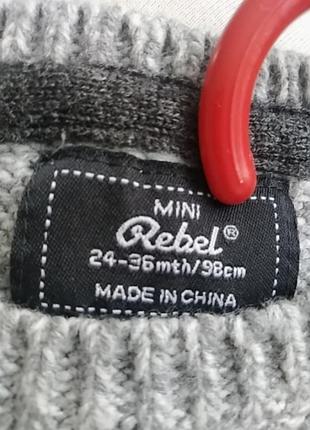 MINI
Rebel®
24-36mth/98cm
MADE IN CHINA